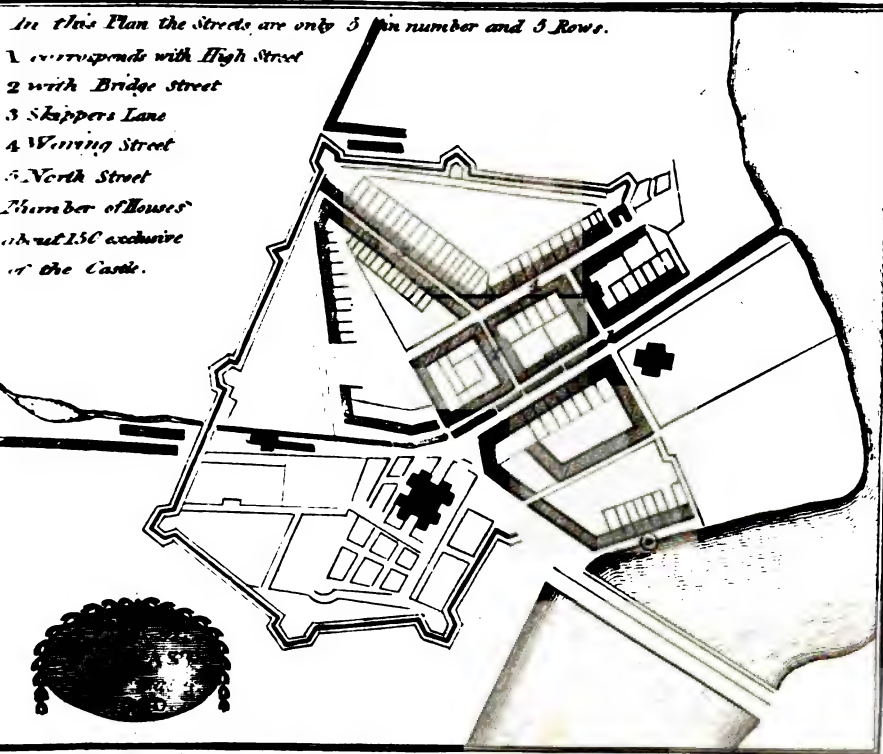 In this Plan the Streets are only 5 in number and 5 Rows.
1 corresponds with High Street
2 with Bridge Street
3 Skippers Lane
4 Waring Street
5 North Street
Number of Houses
about 150 exclusive
of the Castle.